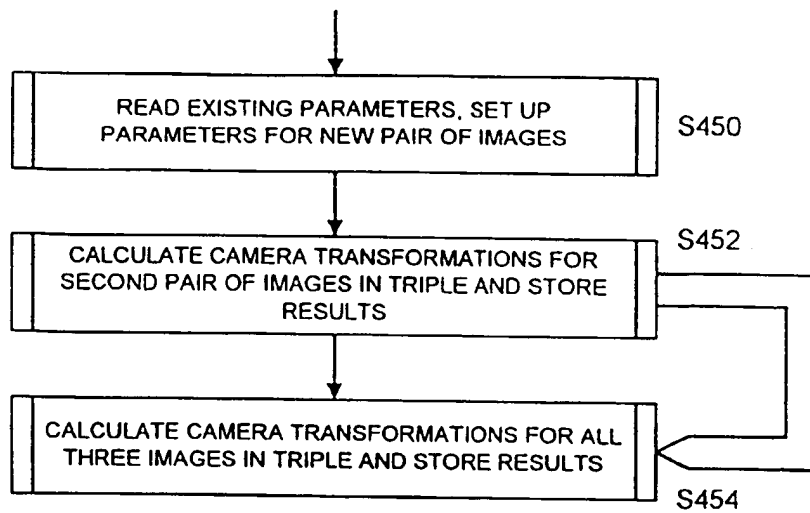 READ EXISTING PARAMETERS, SET UP
PARAMETERS FOR NEW PAIR OF IMAGES
S450
S452
CALCULATE CAMERA TRANSFORMATIONS FOR
SECOND PAIR OF IMAGES IN TRIPLE AND STORE
RESULTS
CALCULATE CAMERA TRANSFORMATIONS FOR ALL
THREE IMAGES IN TRIPLE AND STORE RESULTS
S454